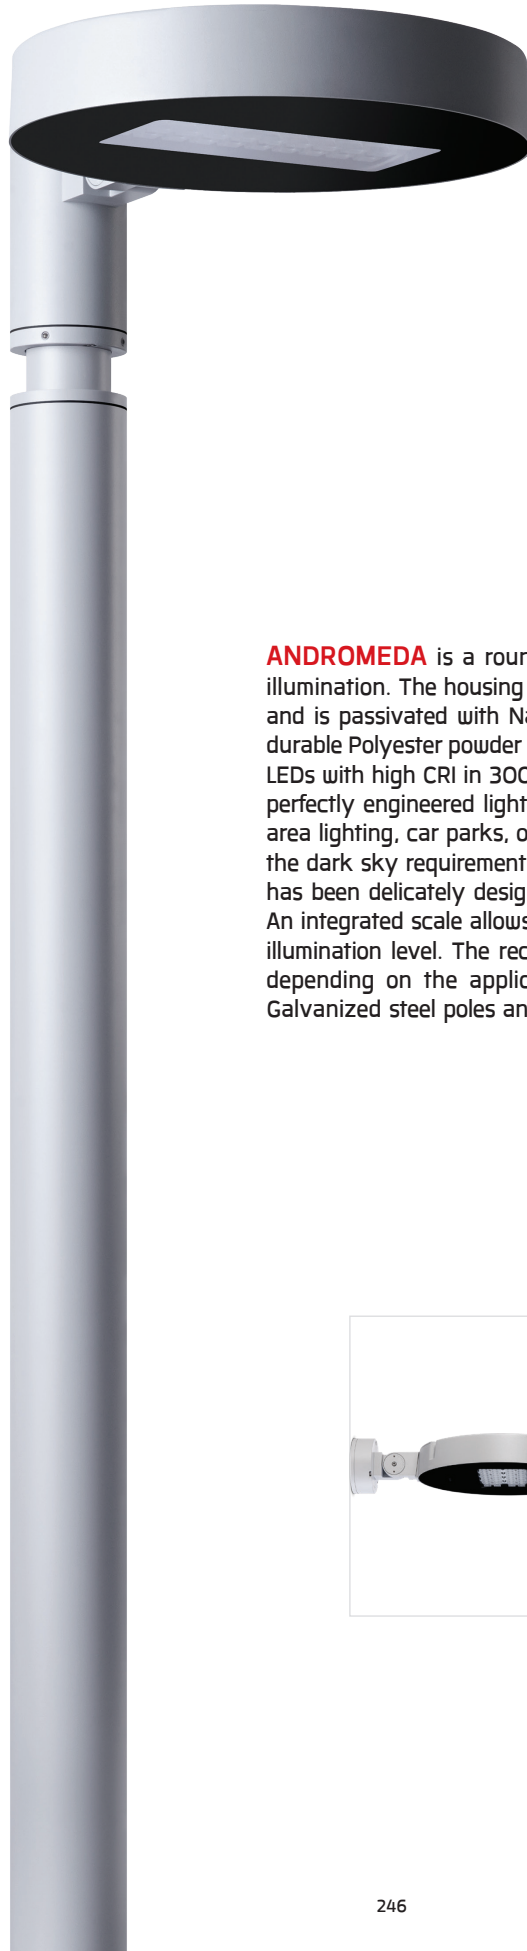 ANDROMEDA is a roun
illumination. The housing
and is passivated with Na
durable Polyester powder
LEDs with high CRI in 300
perfectly engineered light
area lighting, car parks, o
the dark sky requirement
has been delicately desig
An integrated scale allows
illumination level. The rec
depending on the applic
Galvanized steel poles an
246